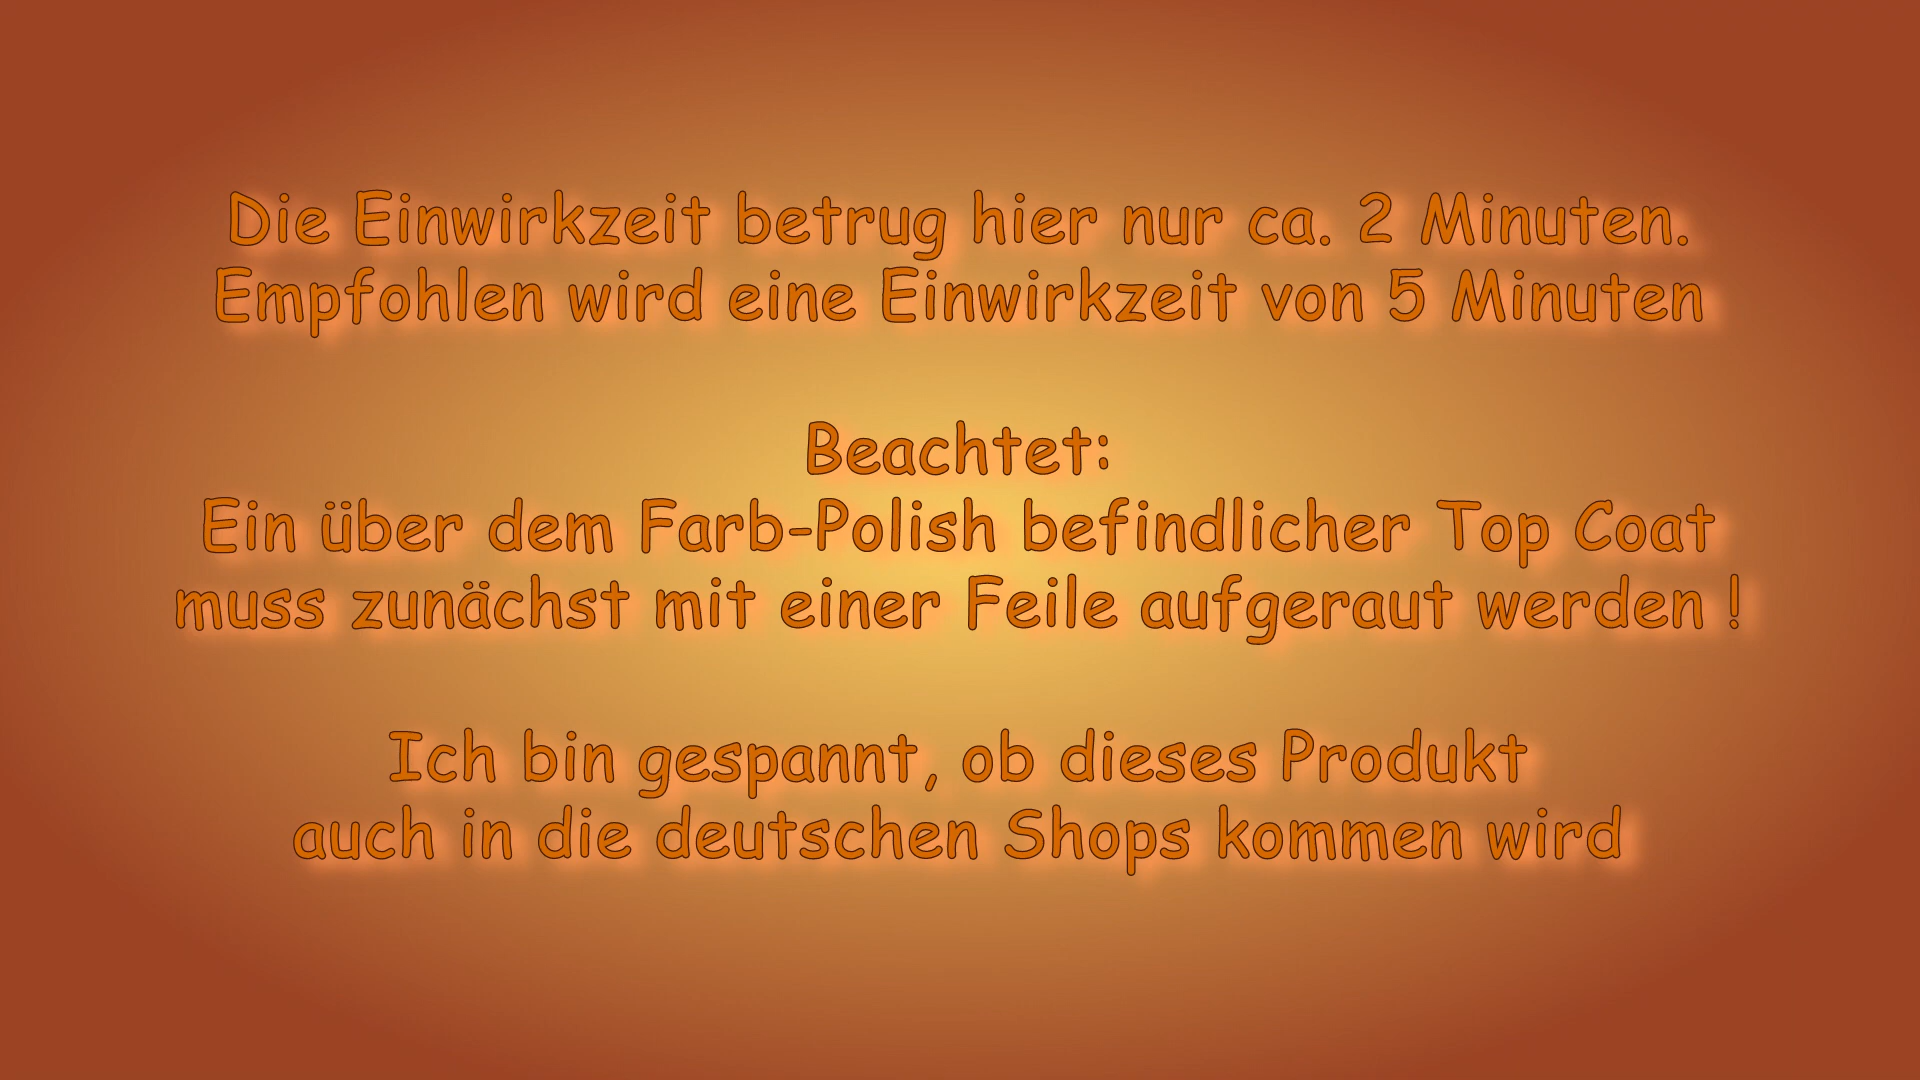 Die Einwirkzeit betrug hier nur ca. 2 Minuten.
Empfohlen wird eine Einwirkzeit von 5 Minuten
Beachtet:
Ein über dem Farb-Polish befindlicher Top Coat
muss zunächst mit einer Feile aufgeraut werden !
Ich bin gespannt, ob dieses Produkt
auch in die deutschen Shops kommen wird